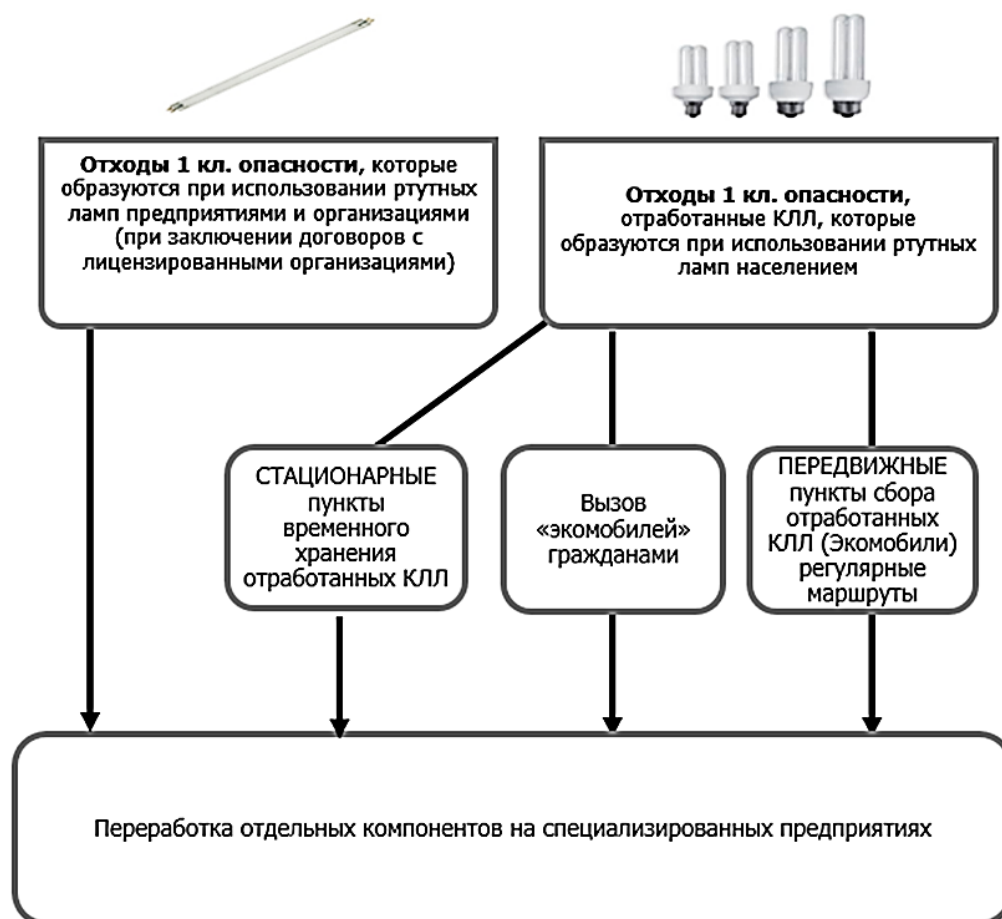 Отходы 1 кл. опасности, которые
образуются при использовании ртутных
ламп предприятиями и организациями
(при заключении договоров с
лицензированными организациями)
Отходы 1 кл. опасности,
отработанные КЛЛ, которые
образуются при использовании ртутных
ламп населением
СТАЦИОНАРНЫЕ
пункты
временного
хранения
отработанных КЛЛ
Вызов
«экомобилей»
гражданами
ПЕРЕДВИЖНЫЕ
пункты сбора
отработанных
КЛЛ (Экомобили)
регулярные
маршруты
Переработка отдельных компонентов на специализированных предприятиях